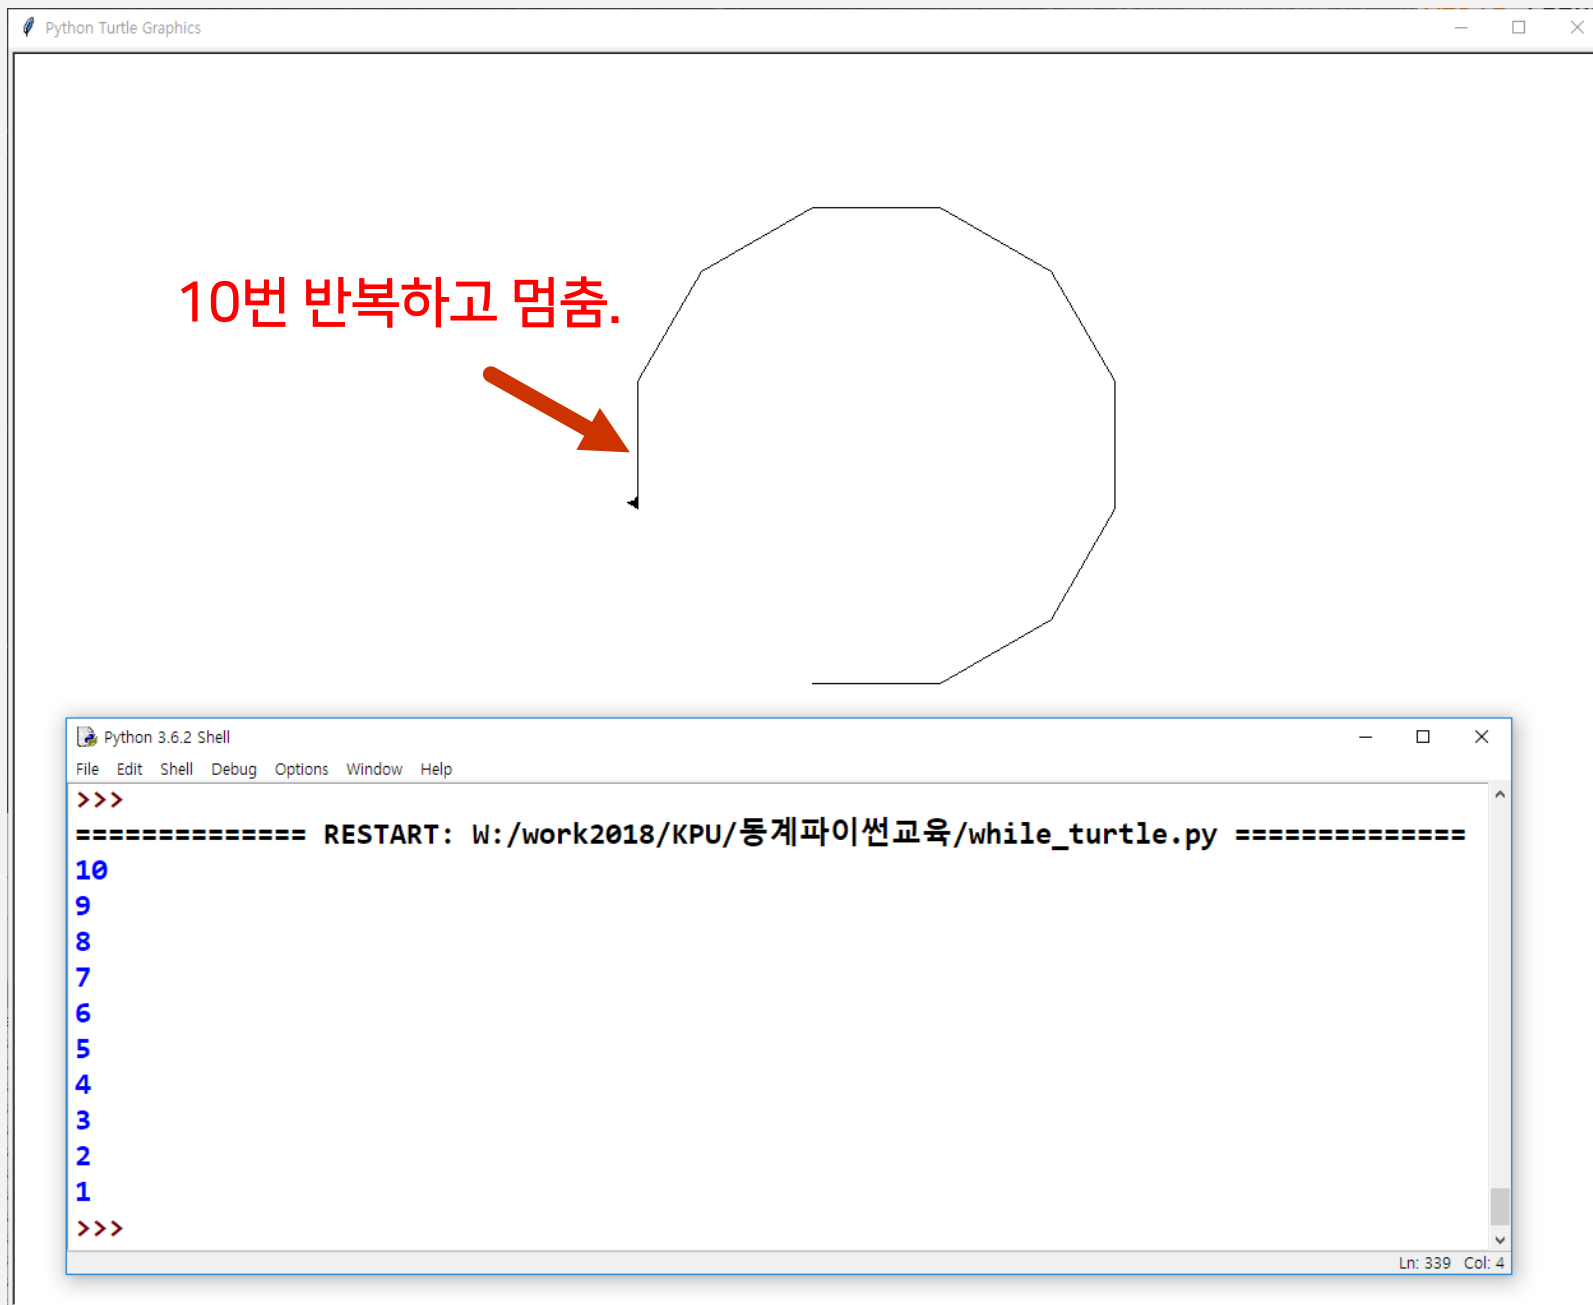 Python Turtle Graphics
10번 반복하고 멈춤.
Python 3.6.2 Shell
File Edit Shell Debug Options Window Help
>>>
============== RESTART: W:/work2018/KPU/동계파이썬교육/while_turtle.py ==============
10
9
8
7
6
5
4
3
2
1
>>>
Ln: 339 Col: 4